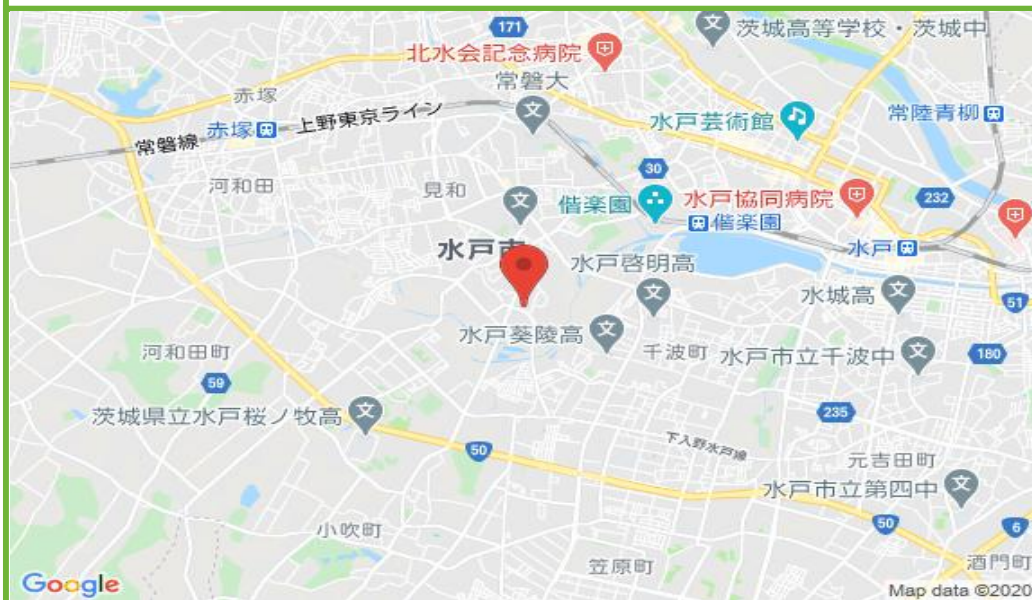 171
茨城高等学校・茨城中
北水会記念病院
常磐大
赤塚
上野東京ライン
水戸芸術館
常陸青柳
常磐線
赤塚
30
河和田
見和
偕楽園
水戸協同病院
232
偕楽園
水戸市
水戸啓明高
水戸
水城高
51
水戸葵陵高
千波町
水戸市立千波中
180
河和田町
59
茨城県立水戸桜ノ牧高
235
50
下入野水戸線
元吉田町
水戸市立第四中
小吹町
50
6
笠原町
酒門町
Google
Map data ©2020